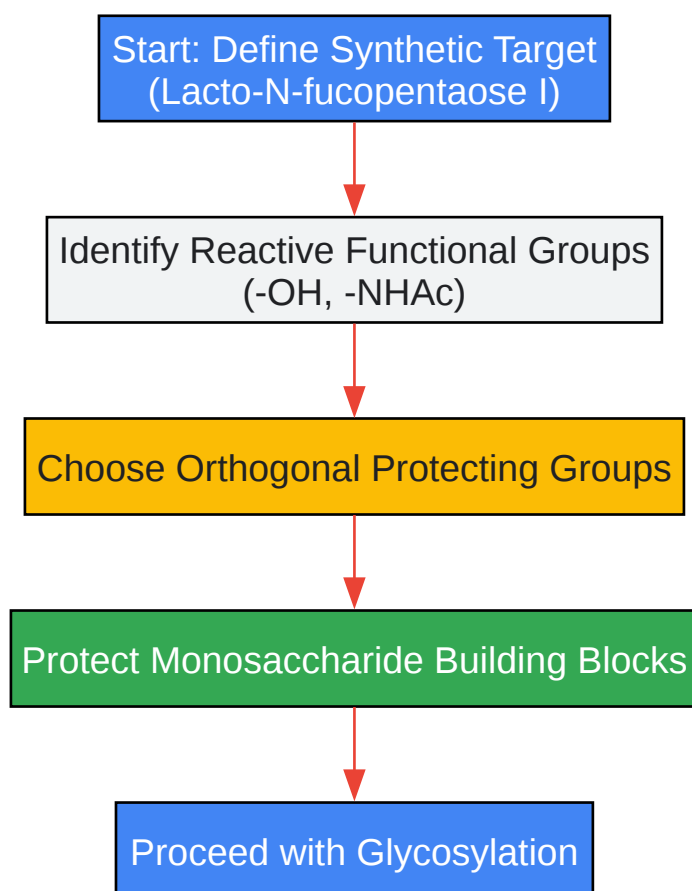 Start: Define Synthetic Target
(Lacto-N-fucopentaose I)
Identify Reactive Functional Groups
(-OH, -NHAc)
Choose Orthogonal Protecting Groups
Protect Monosaccharide Building Blocks
Proceed with Glycosylation